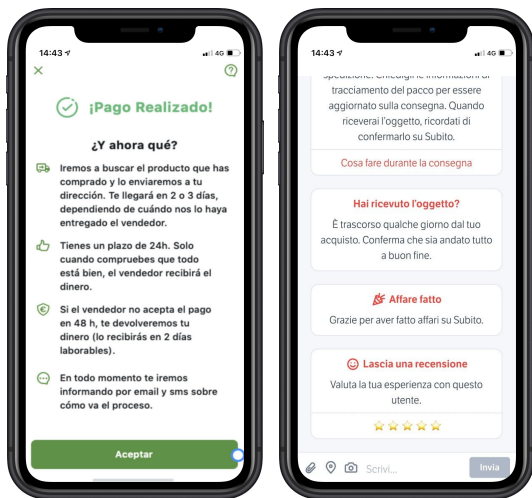 14:43
4G
¡Pago Realizado!
¿Y ahora qué?
Iremos a buscar el producto que has
comprado y lo enviaremos a tu
dirección. Te llegará en 2 o 3 días,
dependiendo de cuándo nos lo haya
entregado el vendedor.
Tienes un plazo de 24h. Solo
cuando compruebes que todo
está bien, el vendedor recibirá el
dinero.
Si el vendedor no acepta el pago
en 48 h, te devolveremos tu
dinero (lo recibirás en 2 días
laborables).
En todo momento te iremos
informando por email y sms sobre
cómo va el proceso.
Aceptar
14:43
4G
spedizione. Chiedigli le informazioni di
tracciamento del pacco per essere
aggiornato sulla consegna. Quando
riceverai l'oggetto, ricordati di
confermarlo su Subito.
Cosa fare durante la consegna
Hai ricevuto l'oggetto?
È trascorso qualche giorno dal tuo
acquisto. Conferma che sia andato tutto
a buon fine.
Affare fatto
Grazie per aver fatto affari su Subito.
Lascia una recensione
Valuta la tua esperienza con questo
utente.
Scrivi...
Invia